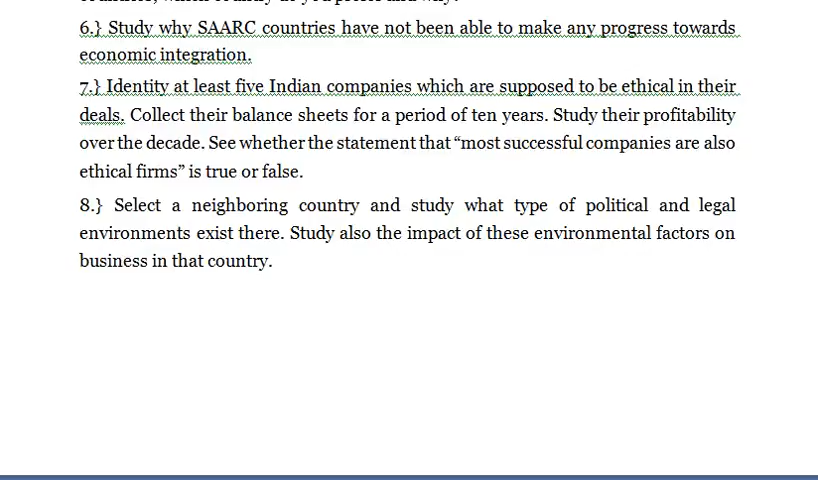 6.} Study why SAARC countries have not been able to make any progress towards
economic integration.
7.} Identity at least five Indian companies which are supposed to be ethical in their
deals. Collect their balance sheets for a period of ten years. Study their profitability
over the decade. See whether the statement that “most successful companies are also
ethical firms” is true or false.
8.} Select a neighboring country and study what type of political and legal
environments exist there. Study also the impact of these environmental factors on
business in that country.